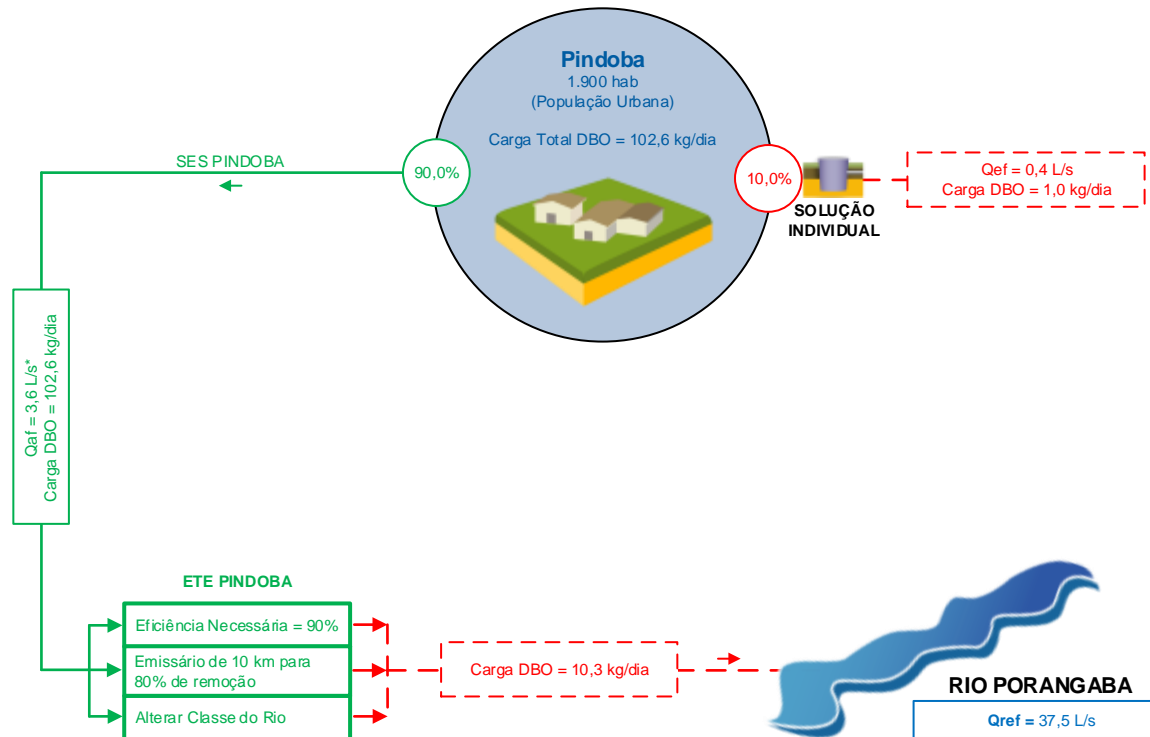 Pindoba
1.900 hab
(População Urbana)
Carga Total DBO = 102,6 kg/dia
SES PINDOBA
90,0%
10,0%
SOLUÇÃO
INDIVIDUAL
Qef = 0,4 L/s
Carga DBO = 1,0 kg/dia
Qaf = 3,6 L/s*
Carga DBO = 102,6 kg/dia
ETE PINDOBA
Eficiência Necessária = 90%
Emissário de 10 km para
80% de remoção
Alterar Classe do Rio
Carga DBO = 10,3 kg/dia
RIO PORANGABA
Qref = 37,5 L/s